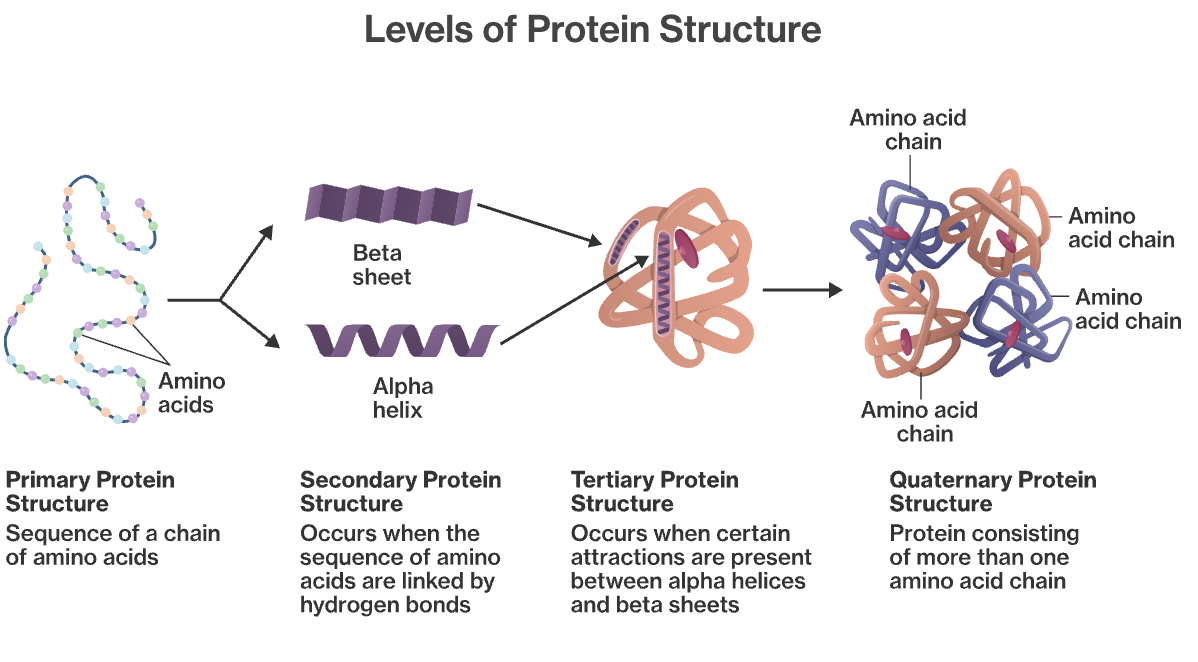 Levels of Protein Structure
Amino acid
chain
Amino
acid chain
Beta
sheet
Amino
acid chain
Amino
acids
Alpha
helix
Amino acid
chain
Primary Protein
Structure
Sequence of a chain
of amino acids
Secondary Protein
Structure
Occurs when the
sequence of amino
acids are linked by
hydrogen bonds
Tertiary Protein
Structure
Occurs when certain
attractions are present
between alpha helices
and beta sheets
Quaternary Protein
Structure
Protein consisting
of more than one
amino acid chain